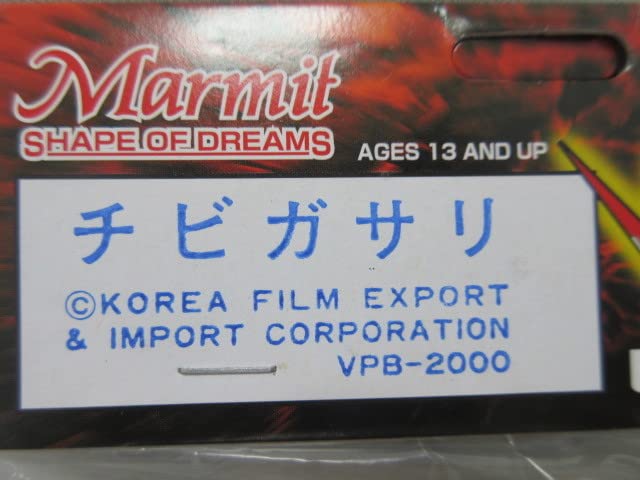 Marmit
SHAPE OF DREAMS
AGES 13 AND UP
チビガサリ
©KOREA FILM EXPORT
& IMPORT CORPORATION
VPB-2000